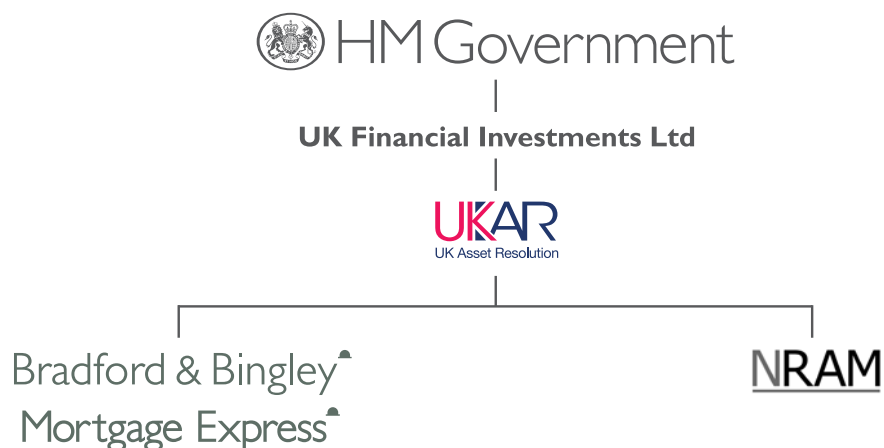 HM Government
UK Financial Investments Ltd
UKAR
UK Asset Resolution
Bradford & Bingley
NRAM
Mortgage Express